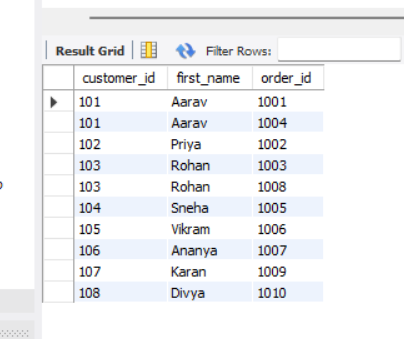 Result Grid Filter Rows:
customer_id first_name order_id
101 Aarav 1001
101 Aarav 1004
102 Priya 1002
103 Rohan 1003
103 Rohan 1008
104 Sneha 1005
105 Vikram 1006
106 Ananya 1007
107 Karan 1009
108 Divya 1010